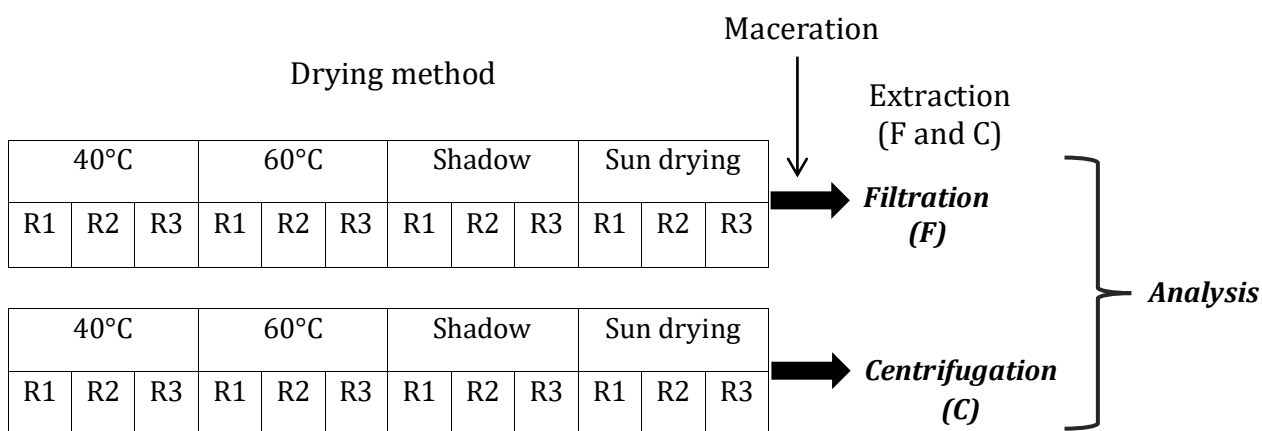 Maceration
Drying method
Extraction
(F and C)
40°C 60°C Shadow Sun drying
R1 R2 R3 R1 R2 R3 R1 R2 R3 R1 R2 R3
Filtration
(F)
Analysis
40°C 60°C Shadow Sun drying
R1 R2 R3 R1 R2 R3 R1 R2 R3 R1 R2 R3
Centrifugation
(C)